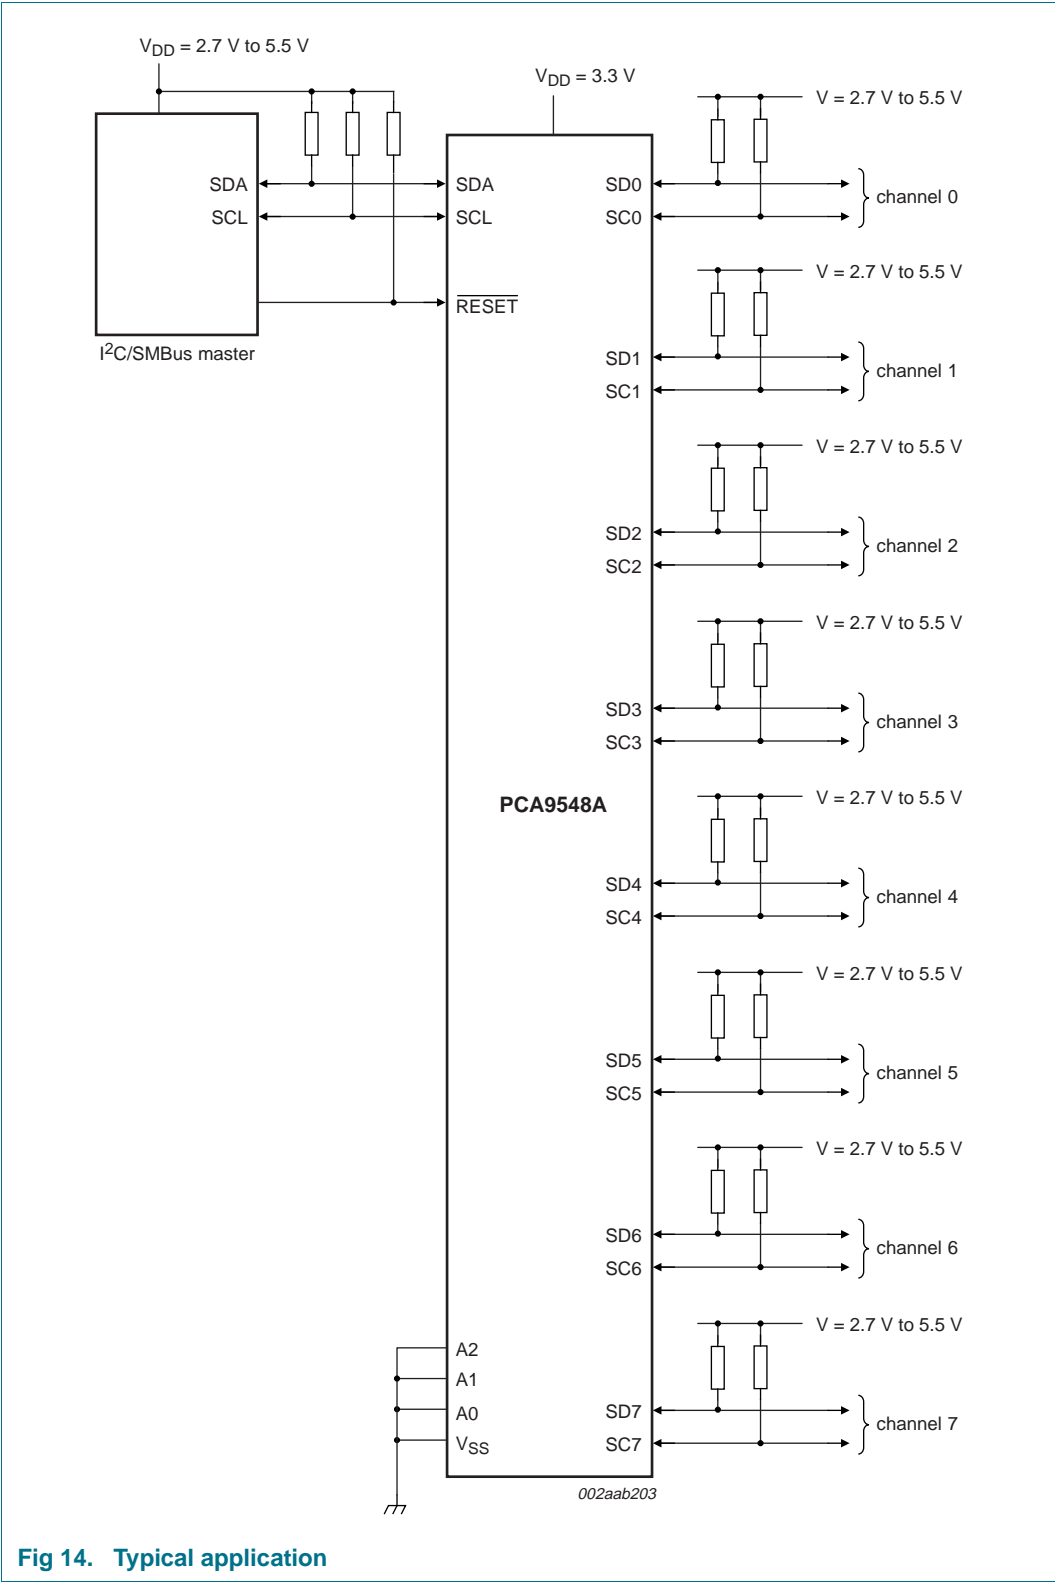 V_DD = 2.7 V to 5.5 V
V_DD = 3.3 V
V = 2.7 V to 5.5 V
SDA
SCL
SDA
SCL
RESET
I²C/SMBus master
SD0
SC0
channel 0
V = 2.7 V to 5.5 V
SD1
SC1
channel 1
V = 2.7 V to 5.5 V
SD2
SC2
channel 2
V = 2.7 V to 5.5 V
SD3
SC3
channel 3
PCA9548A
V = 2.7 V to 5.5 V
SD4
SC4
channel 4
V = 2.7 V to 5.5 V
SD5
SC5
channel 5
V = 2.7 V to 5.5 V
SD6
SC6
channel 6
V = 2.7 V to 5.5 V
A2
A1
A0
V_SS
SD7
SC7
channel 7
002aab203
Fig 14. Typical application